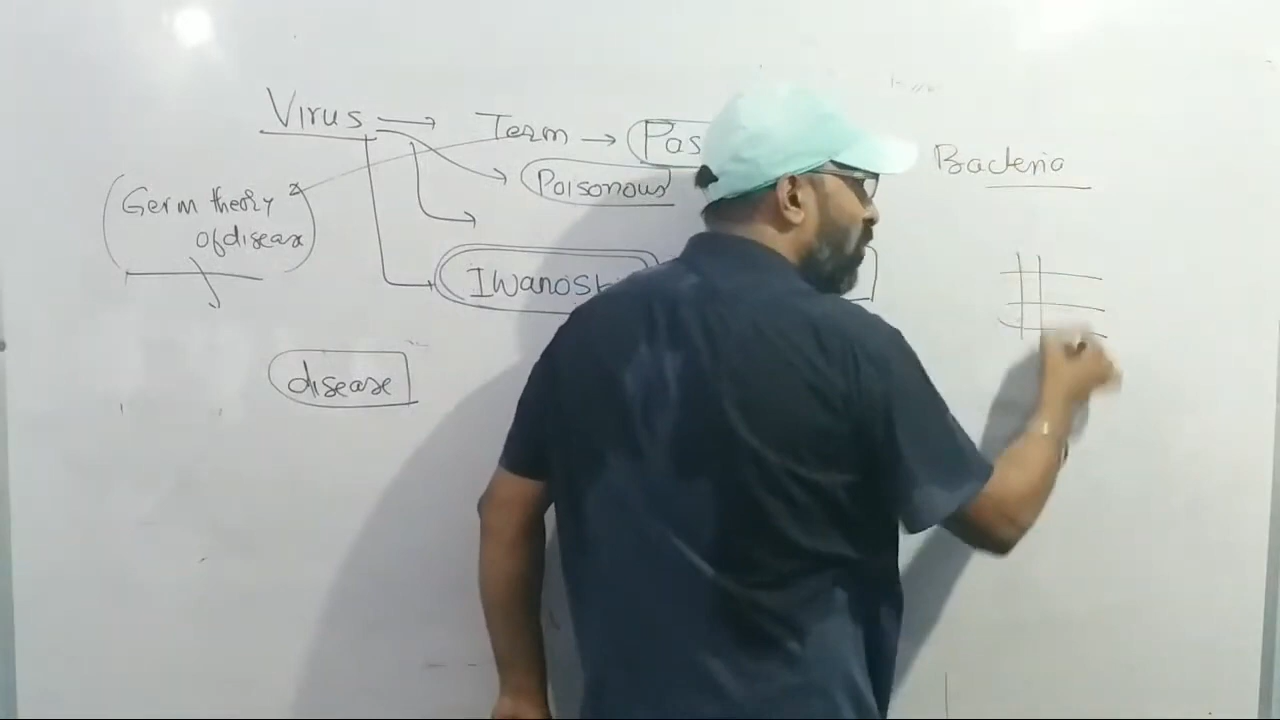 Virus → Term → Pas
Poisonous
Bacteria
Germ theory
of disease
Iwanos
disease